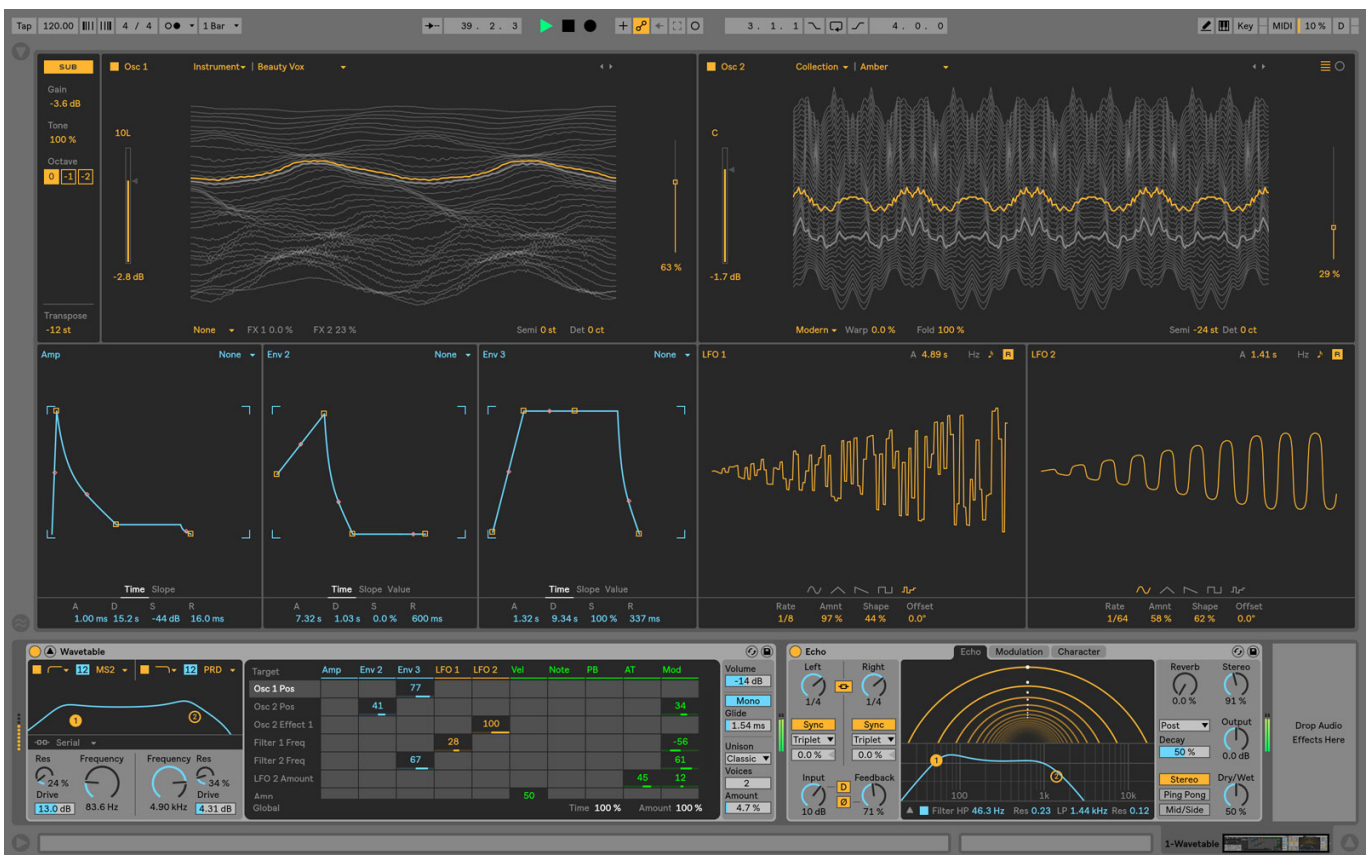 Tap 120.00 4 / 4 1 Bar 39. 2. 3 3. 1. 1 4. 0. 0 Key MIDI 10 % D
SUB
Gain
-3.6 dB
Tone
100 %
Octave
0 -1 -2
Transpose
-12 st
Osc 1 Instrument | Beauty Vox
10L
-2.8 dB
63 %
None FX 1 0.0 % FX 2 23 % Semi 0 st Det 0 ct
Osc 2 Collection | Amber
C
-1.7 dB
29 %
Modern Warp 0.0 % Fold 100 % Semi -24 st Det 0 ct
Amp None
Time Slope
A D S R
1.00 ms 15.2 s -44 dB 16.0 ms
Env 2 None
Time Slope Value
A D S R
7.32 s 1.03 s 0.0 % 600 ms
Env 3 None
Time Slope Value
A D S R
1.32 s 9.34 s 100 % 337 ms
LFO 1 A 4.89 s Hz R
Rate Amnt Shape Offset
1/8 97 % 44 % 0.0°
LFO 2 A 1.41 s Hz R
Rate Amnt Shape Offset
1/64 58 % 62 % 0.0°
Wavetable
12 MS2 12 PRD
1 2
Serial
Res Frequency Frequency Res
24 % 34 %
Drive Drive
13.0 dB 83.6 Hz 4.90 kHz 4.31 dB
Target Amp Env 2 Env 3 LFO 1 LFO 2 Vel Note PB AT Mod
Osc 1 Pos 77
Osc 2 Pos 41 34
Osc 2 Effect 1 100
Filter 1 Freq 28 -56
Filter 2 Freq 67 61
LFO 2 Amount 45 12
Amp 50
Global Time 100 % Amount 100 %
Volume
-14 dB
Mono
Glide
1.54 ms
Unison
Classic
Voices
2
Amount
4.7 %
Echo
Left Right
1/4 1/4
Sync Sync
Triplet Triplet
0.0 % 0.0 %
Input Feedback
D
Ø
10 dB 71 %
Echo Modulation Character
1 2
100 1k 10k
Filter HP 46.3 Hz Res 0.23 LP 1.44 kHz Res 0.12
Reverb Stereo
0.0 % 91 %
Post Output
Decay
50 % 0.0 dB
Stereo Dry/Wet
Ping Pong
Mid/Side 50 %
Drop Audio
Effects Here
1-Wavetable